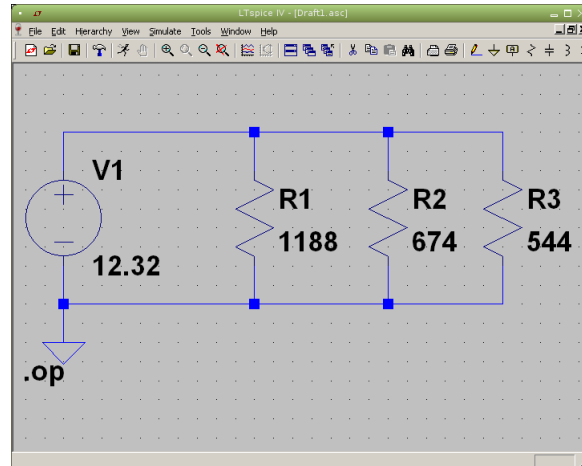 LTspice IV - [Draft1.asc]
File Edit Hierarchy View Simulate Tools Window Help
V1
12.32
R1
1188
R2
674
R3
544
.op